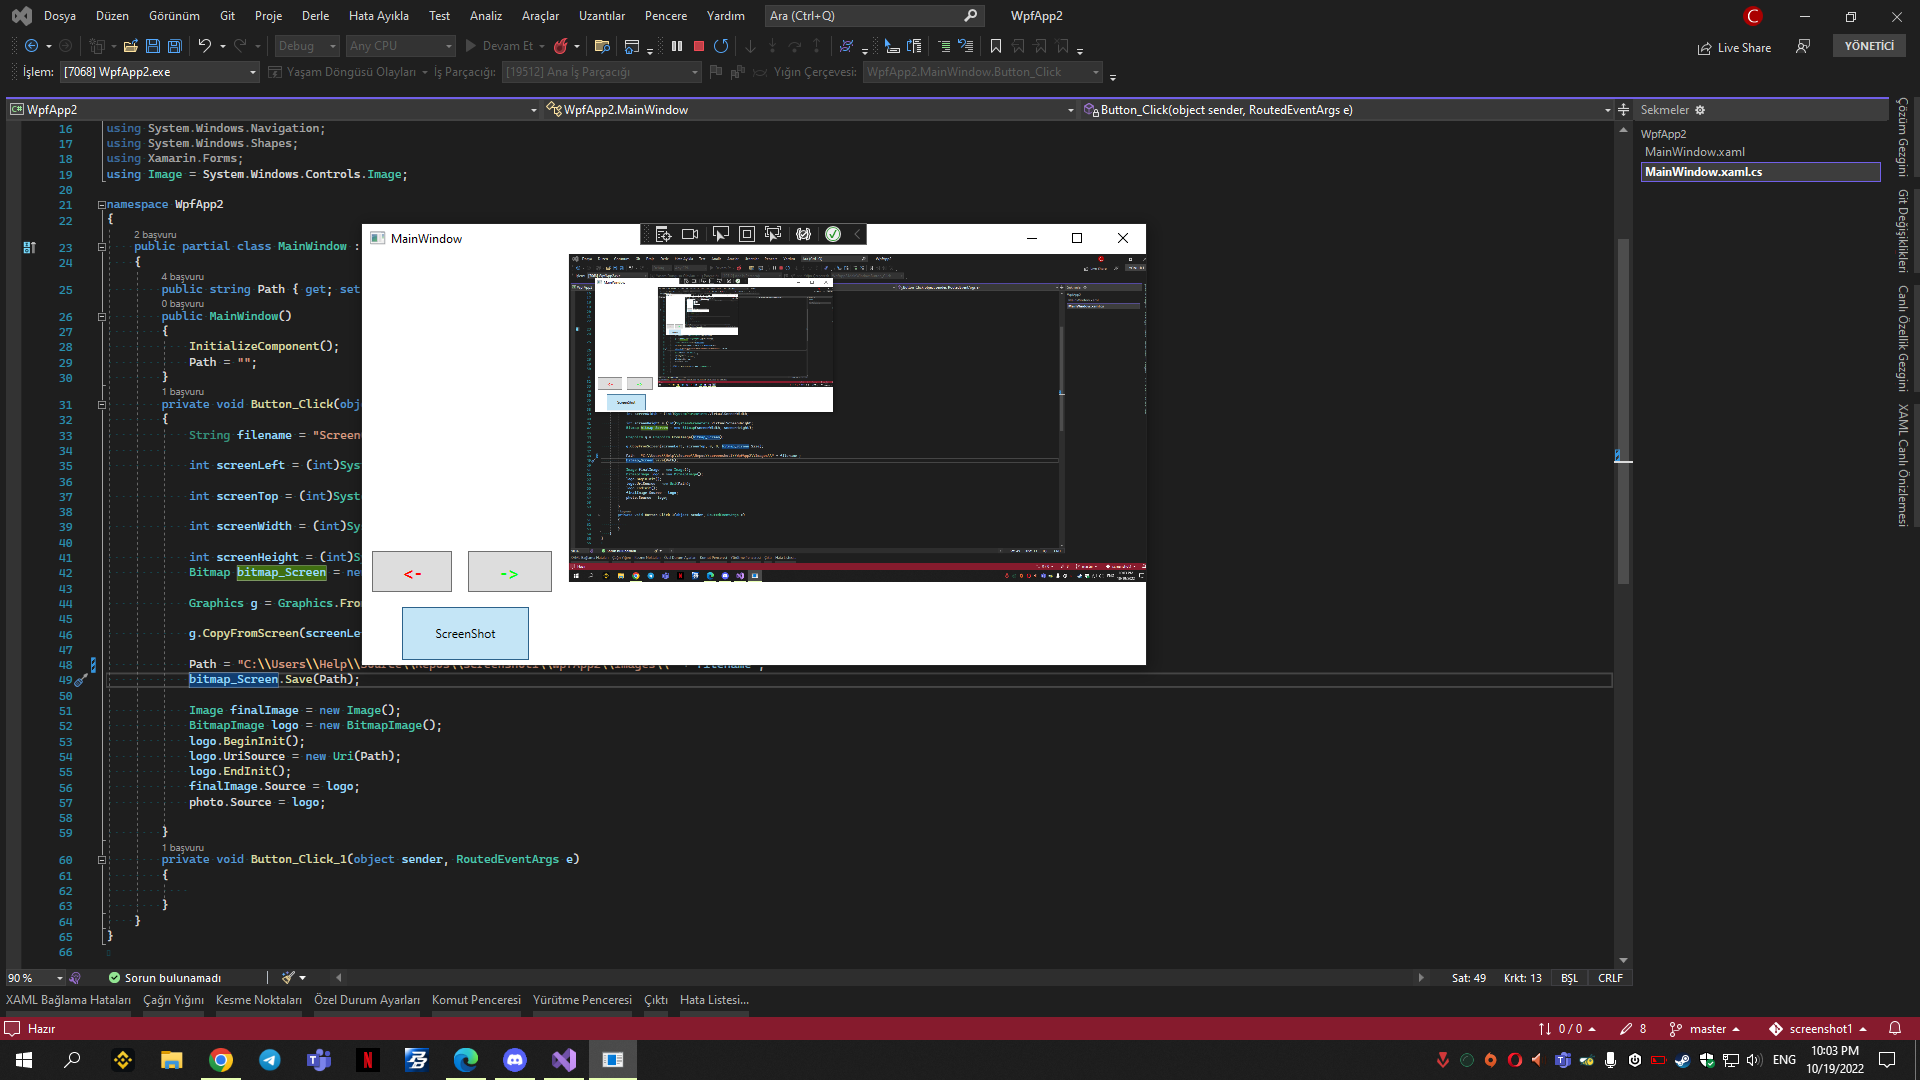 Dosya Düzen Görünüm Git Proje Derle Hata Ayıkla Test Analiz Araçlar Uzantılar Pencere Yardım Ara (Ctrl+Q) WpfApp2 C
Debug Any CPU Devam Et Live Share YÖNETİCİ
İşlem: [7068] WpfApp2.exe Yaşam Döngüsü Olayları İş Parçacığı: [19512] Ana İş Parçacığı Yığın Çerçevesi: WpfApp2.MainWindow.Button_Click
WpfApp2 WpfApp2.MainWindow Button_Click(object sender, RoutedEventArgs e) Sekmeler
WpfApp2
MainWindow.xaml
MainWindow.xaml.cs
Çözüm Gezgini
Git Değişiklikleri
Canlı Özellik Gezgini
XAML Canlı Önizlemesi
16 using System.Windows.Navigation;
17 using System.Windows.Shapes;
18 using Xamarin.Forms;
19 using Image = System.Windows.Controls.Image;
20
21 namespace WpfApp2
22 {
2 başvuru
23 public partial class MainWindow :
24 {
4 başvuru
25 public string Path { get; set
0 başvuru
26 public MainWindow()
27 {
28 InitializeComponent();
29 Path = "";
30 }
1 başvuru
31 private void Button_Click(obj
32 {
33 String filename = "Screen
34
35 int screenLeft = (int)Sys
36
37 int screenTop = (int)Syst
38
39 int screenWidth = (int)Sy
40
41 int screenHeight = (int)S
42 Bitmap bitmap_Screen = new
43
44 Graphics g = Graphics.Fro
45
46 g.CopyFromScreen(screenLe
47
48 Path = "C:\\Users\\Help\\Source\\Repos\\screenshot1\\WpfApp2\\Images\\" + filename ;
49 bitmap_Screen.Save(Path);
50
51 Image finalImage = new Image();
52 BitmapImage logo = new BitmapImage();
53 logo.BeginInit();
54 logo.UriSource = new Uri(Path);
55 logo.EndInit();
56 finalImage.Source = logo;
57 photo.Source = logo;
58
59 }
1 başvuru
60 private void Button_Click_1(object sender, RoutedEventArgs e)
61 {
62
63 }
64 }
65 }
66
MainWindow
<- ->
ScreenShot
90 % Sorun bulunamadı Sat: 49 Krkt: 13 BŞL CRLF
XAML Bağlama Hataları Çağrı Yığını Kesme Noktaları Özel Durum Ayarları Komut Penceresi Yürütme Penceresi Çıktı Hata Listesi...
Hazır 0 / 0 8 master screenshot1
ENG 10:03 PM
10/19/2022